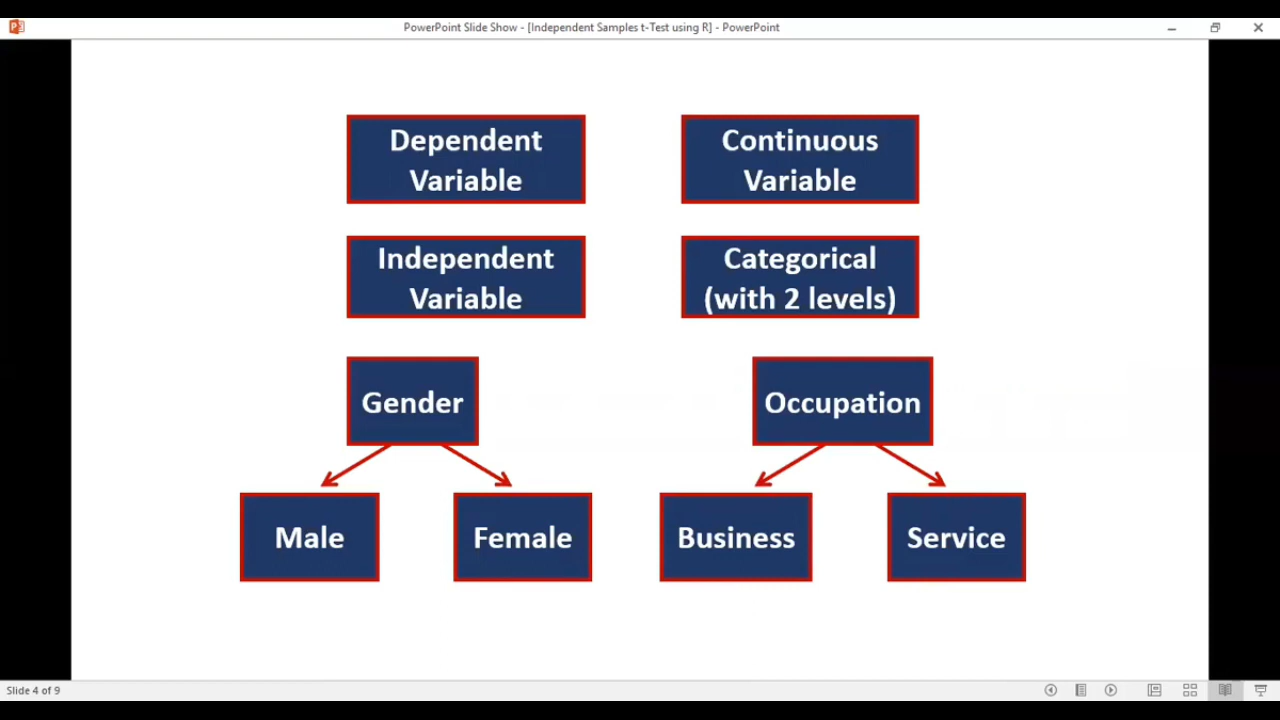 PowerPoint Slide Show - [Independent Samples t-Test using R] - PowerPoint
Dependent
Variable
Continuous
Variable
Independent
Variable
Categorical
(with 2 levels)
Gender
Occupation
Male
Female
Business
Service
Slide 4 of 9